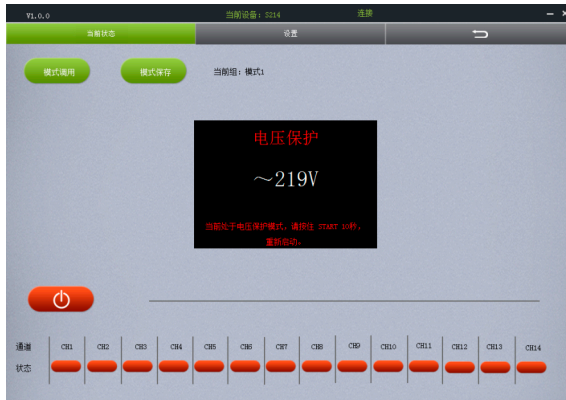 V1.0.0 当前设备: S214 连接
当前状态 设置
模式调用 模式保存 当前组: 模式1
电压保护
～219V
当前处于电压保护模式，请按住 START 10秒，
重新启动。
通道 CH1 CH2 CH3 CH4 CH5 CH6 CH7 CH8 CH9 CH10 CH11 CH12 CH13 CH14
状态